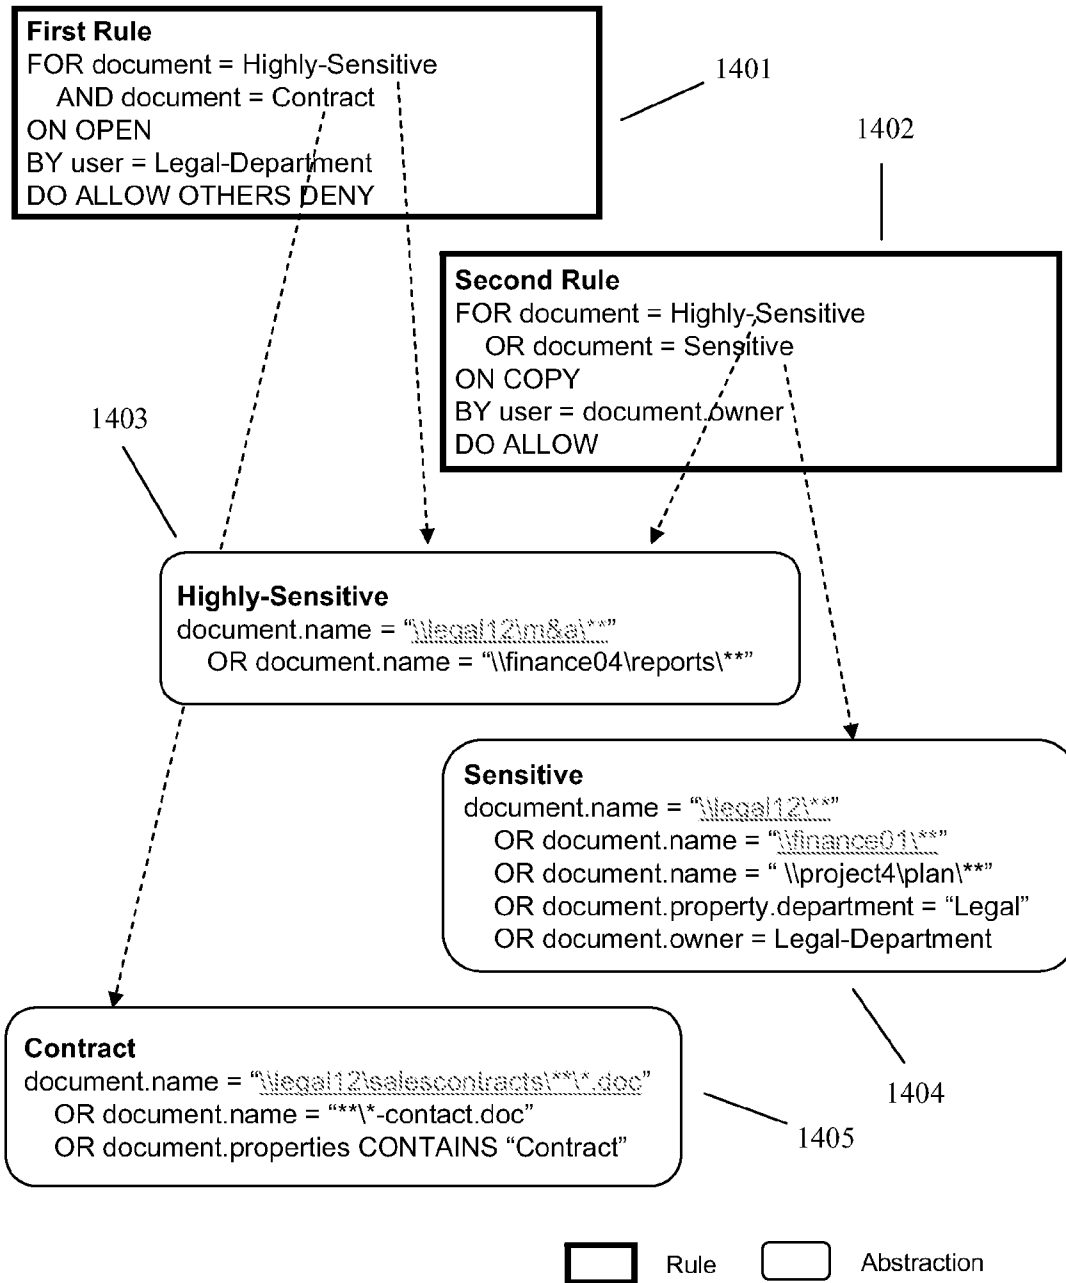 First Rule
FOR document = Highly-Sensitive
AND document = Contract
ON OPEN
BY user = Legal-Department
DO ALLOW OTHERS DENY
1401
1402
Second Rule
FOR document = Highly-Sensitive
OR document = Sensitive
ON COPY
BY user = document.owner
DO ALLOW
1403
Highly-Sensitive
document.name = “\\legal12\m&a\**”
OR document.name = “\\finance04\reports\**”
Sensitive
document.name = “\\legal12\**”
OR document.name = “\\finance01\**”
OR document.name = “ \\project4\plan\**”
OR document.property.department = “Legal”
OR document.owner = Legal-Department
1404
Contract
document.name = “\\legal12\salescontracts\**\*.doc”
OR document.name = “**\*-contact.doc”
OR document.properties CONTAINS “Contract”
1405
Rule
Abstraction